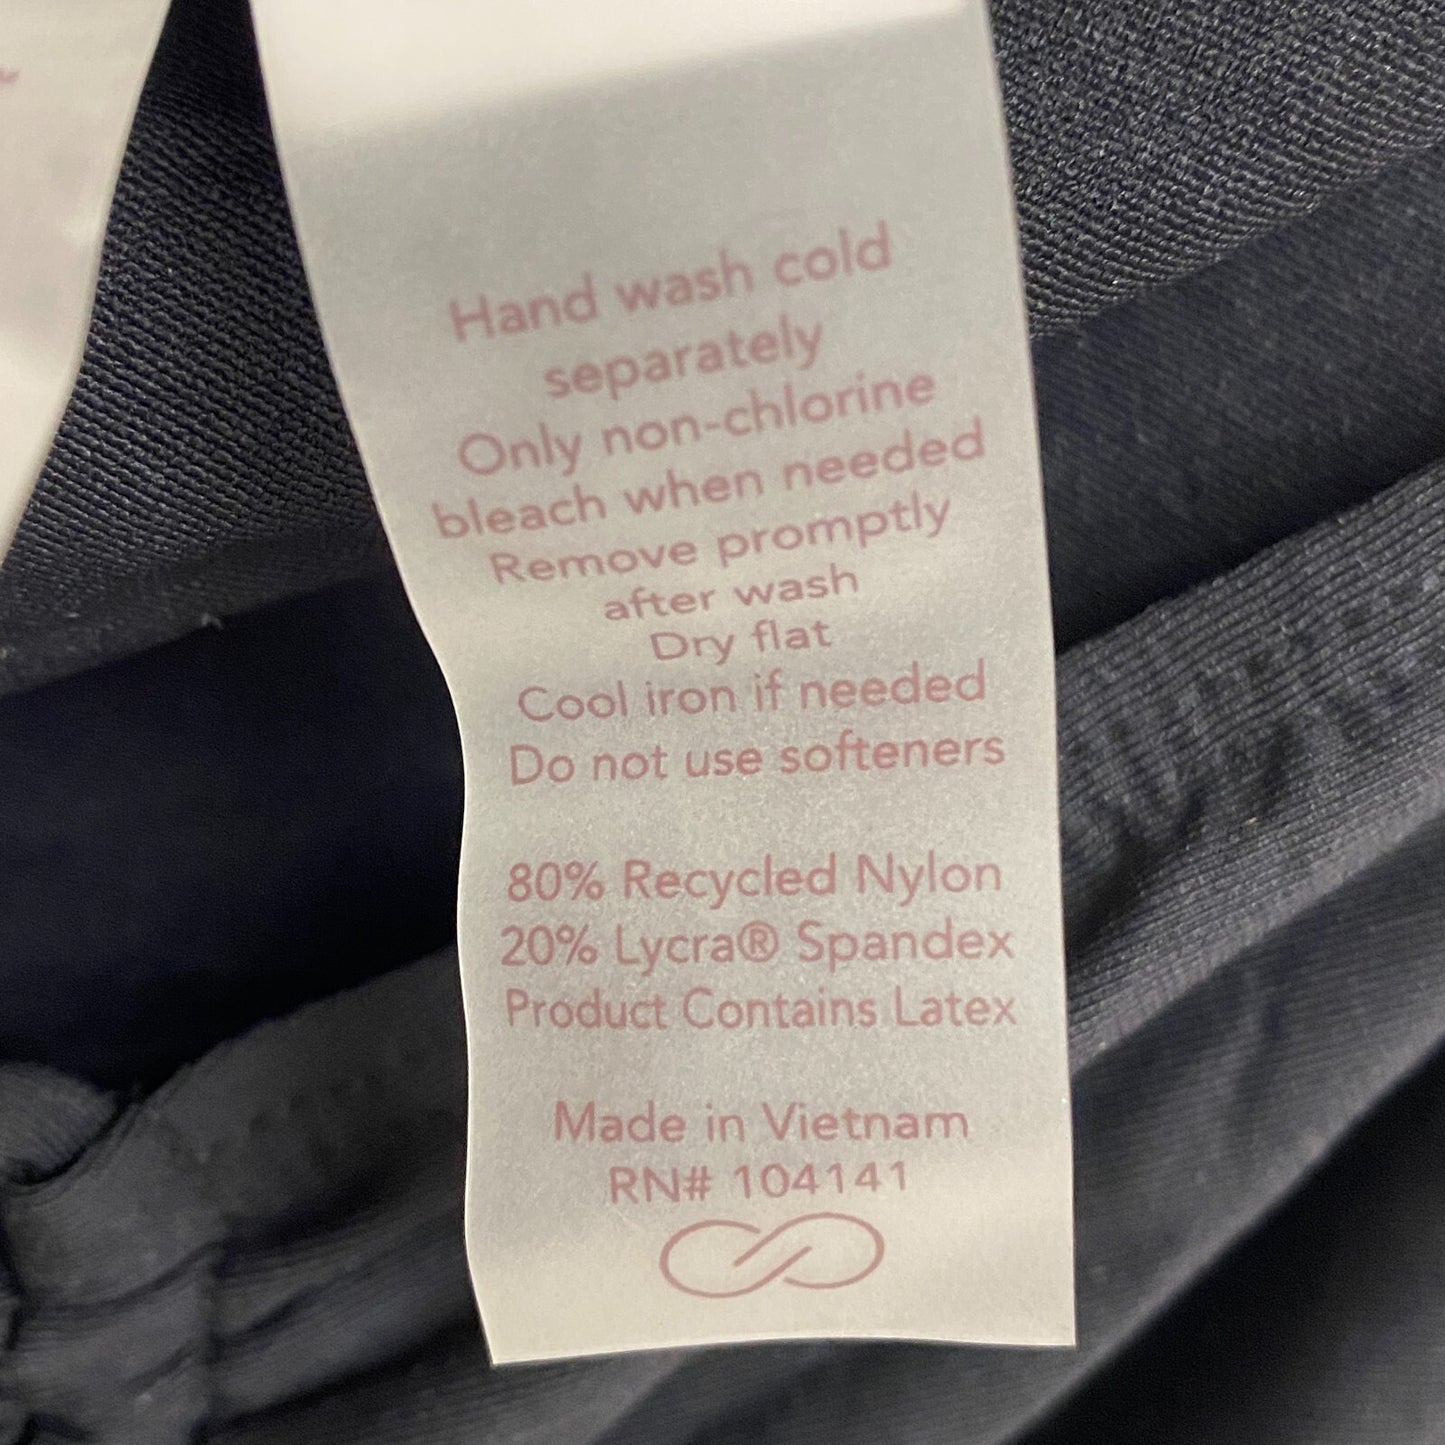 Hand wash cold
separately
Only non-chlorine
bleach when needed
Remove promptly
after wash
Dry flat
Cool iron if needed
Do not use softeners
80% Recycled Nylon
20% Lycra® Spandex
Product Contains Latex
Made in Vietnam
RN# 104141